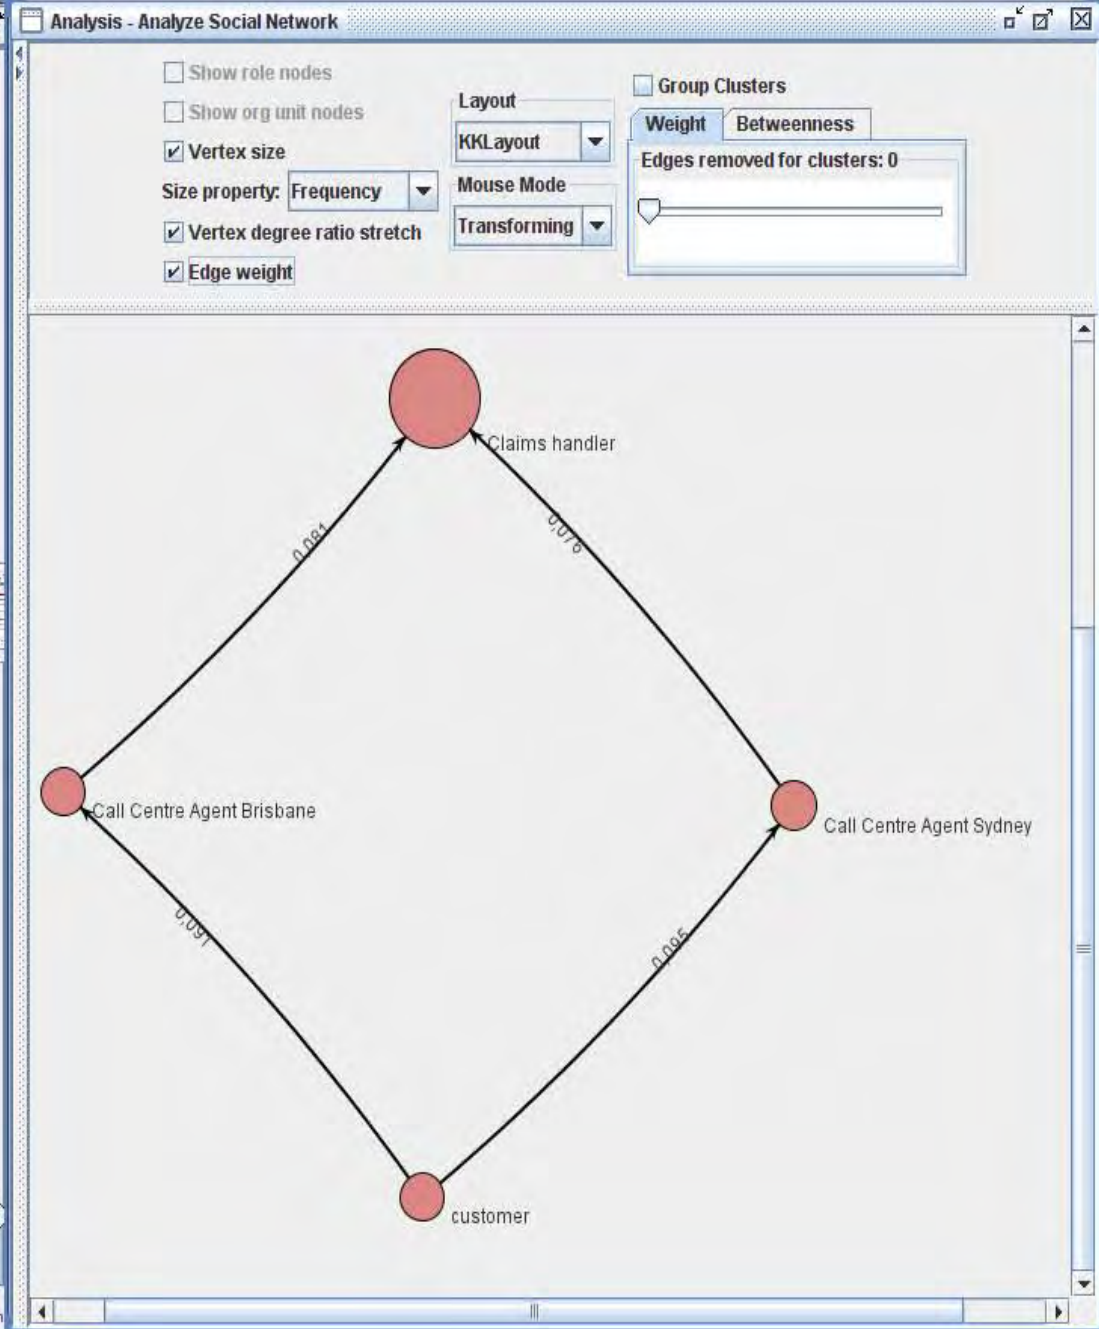 Analysis - Analyze Social Network
Show role nodes
Show org unit nodes
Vertex size
Size property: Frequency
Vertex degree ratio stretch
Edge weight
Layout
KKLayout
Mouse Mode
Transforming
Group Clusters
Weight Betweenness
Edges removed for clusters: 0
Claims handler
0,081
0,076
Call Centre Agent Brisbane
Call Centre Agent Sydney
0,091
0,095
customer